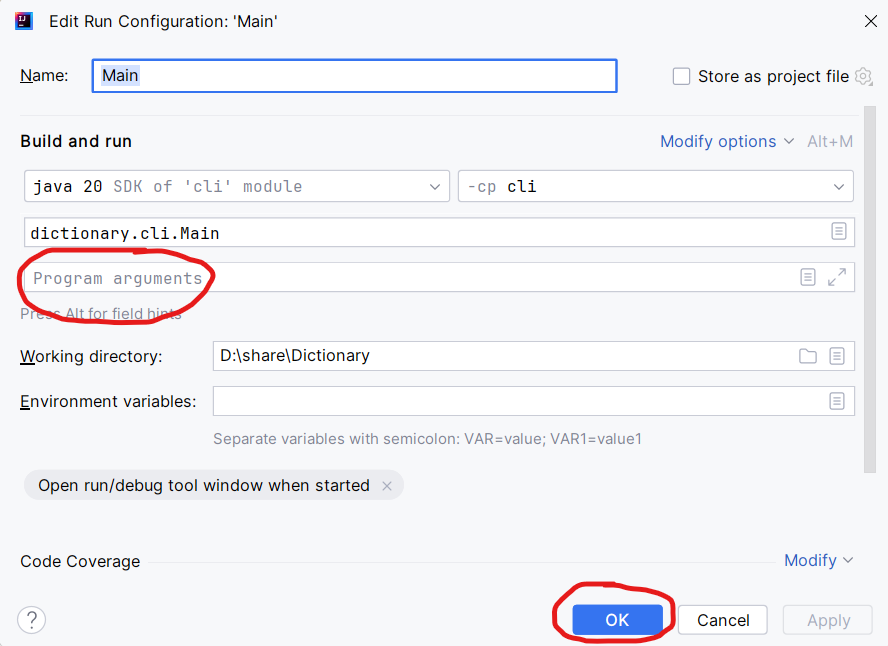 Edit Run Configuration: 'Main'
Name: Main Store as project file
Build and run Modify options Alt+M
java 20 SDK of 'cli' module -cp cli
dictionary.cli.Main
Program arguments
Press Alt for field hints
Working directory: D:\share\Dictionary
Environment variables:
Separate variables with semicolon: VAR=value; VAR1=value1
Open run/debug tool window when started
Code Coverage Modify
? OK Cancel Apply